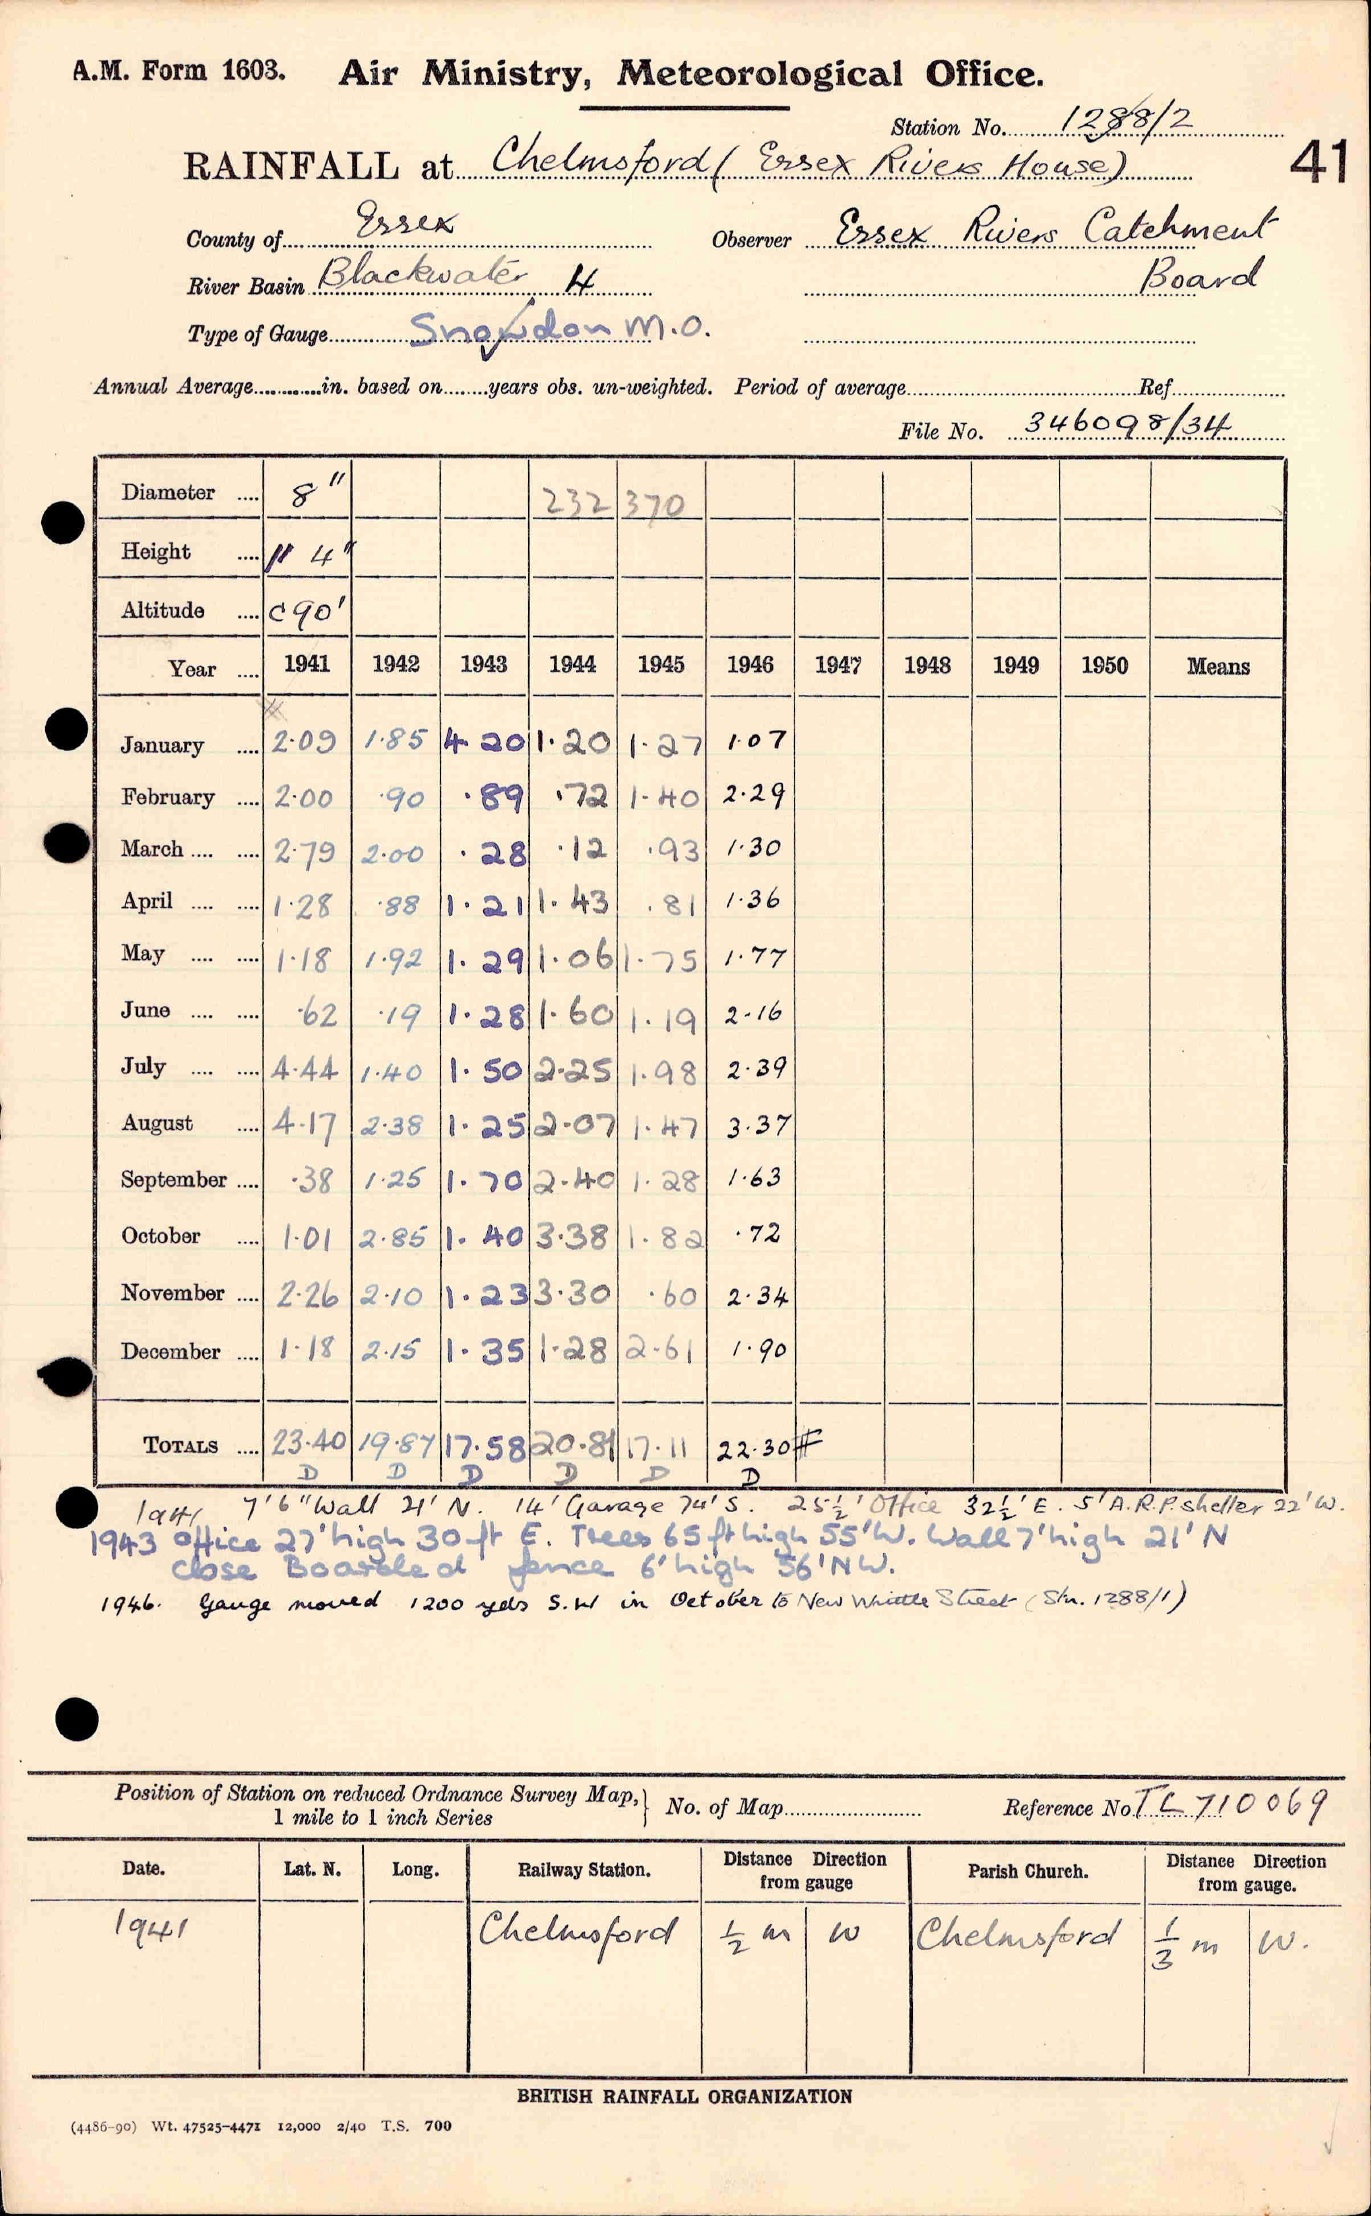 A.M. Form 1603. Air Ministry, Meteorological Office.
Station No. 1288/2
RAINFALL at Chelmsford (Essex Rivers House) 41
County of Essex Observer Essex Rivers Catchment
River Basin Blackwater 4 Board
Type of Gauge Snowdon M.O.
Annual Average in. based on years obs. un-weighted. Period of average Ref
File No. 346098/34
Diameter 8" 232 370
Height 4"
Altitude c 90'
Year 1941 1942 1943 1944 1945 1946 1947 1948 1949 1950 Means
January 2·09 1·85 4·20 1·20 1·27 1·07
February 2·00 ·90 ·89 ·72 1·40 2·29
March 2·79 2·00 ·28 ·12 ·93 1·30
April 1·28 ·88 1·21 1·43 ·81 1·36
May 1·18 1·92 1·29 1·06 1·75 1·77
June ·62 ·19 1·28 1·60 1·19 2·16
July 4·44 1·40 1·50 2·25 1·98 2·39
August 4·17 2·38 1·25 2·07 1·47 3·37
September ·38 1·25 1·70 2·40 1·28 1·63
October 1·01 2·85 1·40 3·38 1·82 ·72
November 2·26 2·10 1·23 3·30 ·60 2·34
December 1·18 2·15 1·35 1·28 2·61 1·90
TOTALS 23·40 19·87 17·58 20·81 17·11 22·30 #
D D D D D D
1941 7'6" Wall 21' N. 14' Garage 74' S. 25½' Office 32½' E. 5' A.R.P. shelter 22' W.
1943 Office 27' high 30 ft E. Trees 65 ft high 55' W. Wall 7' high 21' N
Close Boarded fence 6' high 56' NW.
1946. Gauge moved 1200 yds S.W in October to New Whittle Street (Stn. 1288/1)
Position of Station on reduced Ordnance Survey Map, 1 mile to 1 inch Series } No. of Map Reference No. TL 710069
Date. Lat. N. Long. Railway Station. Distance Direction from gauge Parish Church. Distance Direction from gauge.
1941 Chelmsford ½ m W Chelmsford ⅓ m W.
BRITISH RAINFALL ORGANIZATION
(4486-90) Wt. 47525-4471 12,000 2/40 T.S. 700